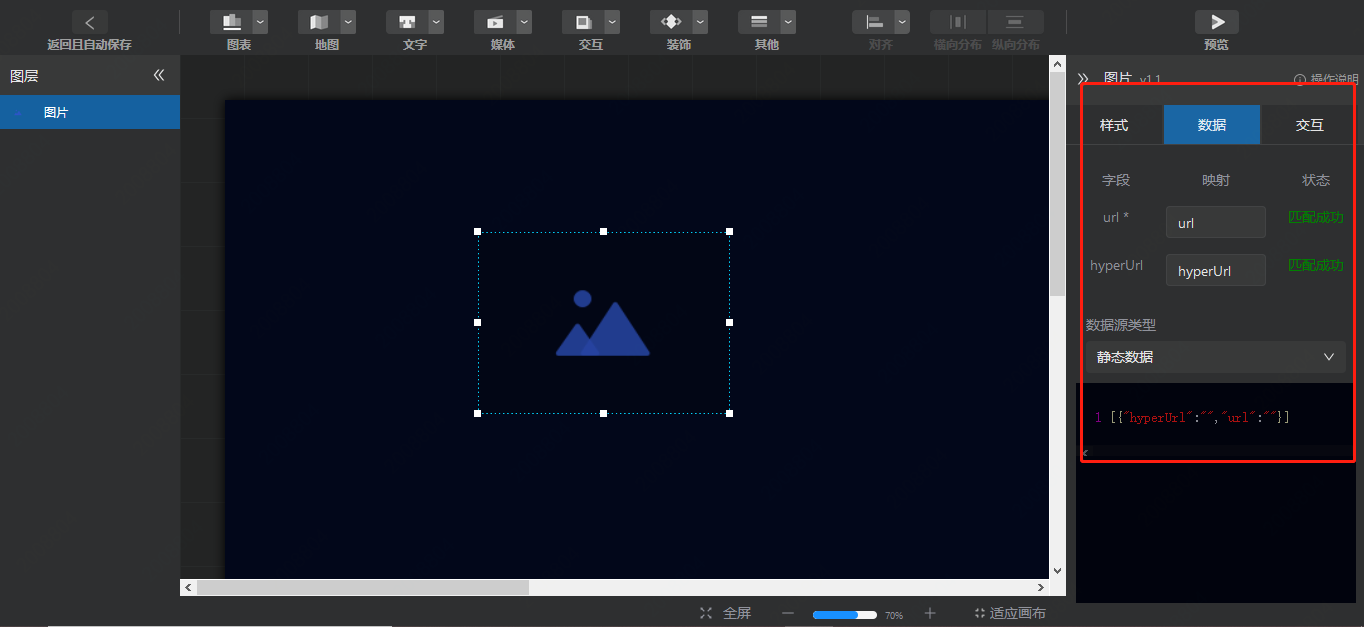 返回且自动保存
图表
地图
文字
媒体
交互
装饰
其他
对齐
横向分布
纵向分布
预览
图层
图片
图片 v1.1
操作说明
样式
数据
交互
字段
映射
状态
url *
url
匹配成功
hyperUrl
hyperUrl
匹配成功
数据源类型
静态数据
1 [{"hyperUrl":"","url":""}]
全屏
70%
适应画布